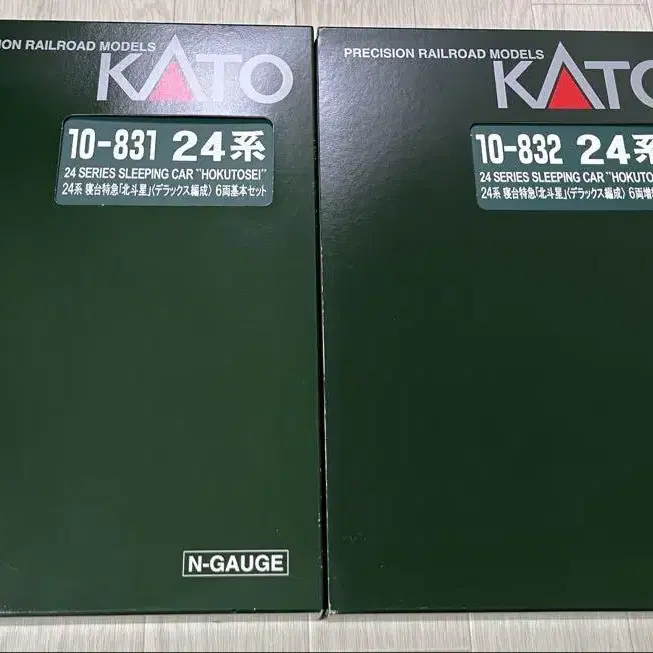 ION RAILROAD MODELS
KATO
10-831 24系
24 SERIES SLEEPING CAR "HOKUTOSEI"
24系 寝台特急「北斗星」〈デラックス編成〉6両基本セット
N-GAUGE
PRECISION RAILROAD MODELS
KATO
10-832 24系
24 SERIES SLEEPING CAR "HOKUTO
24系 寝台特急「北斗星」〈デラックス編成〉6両増